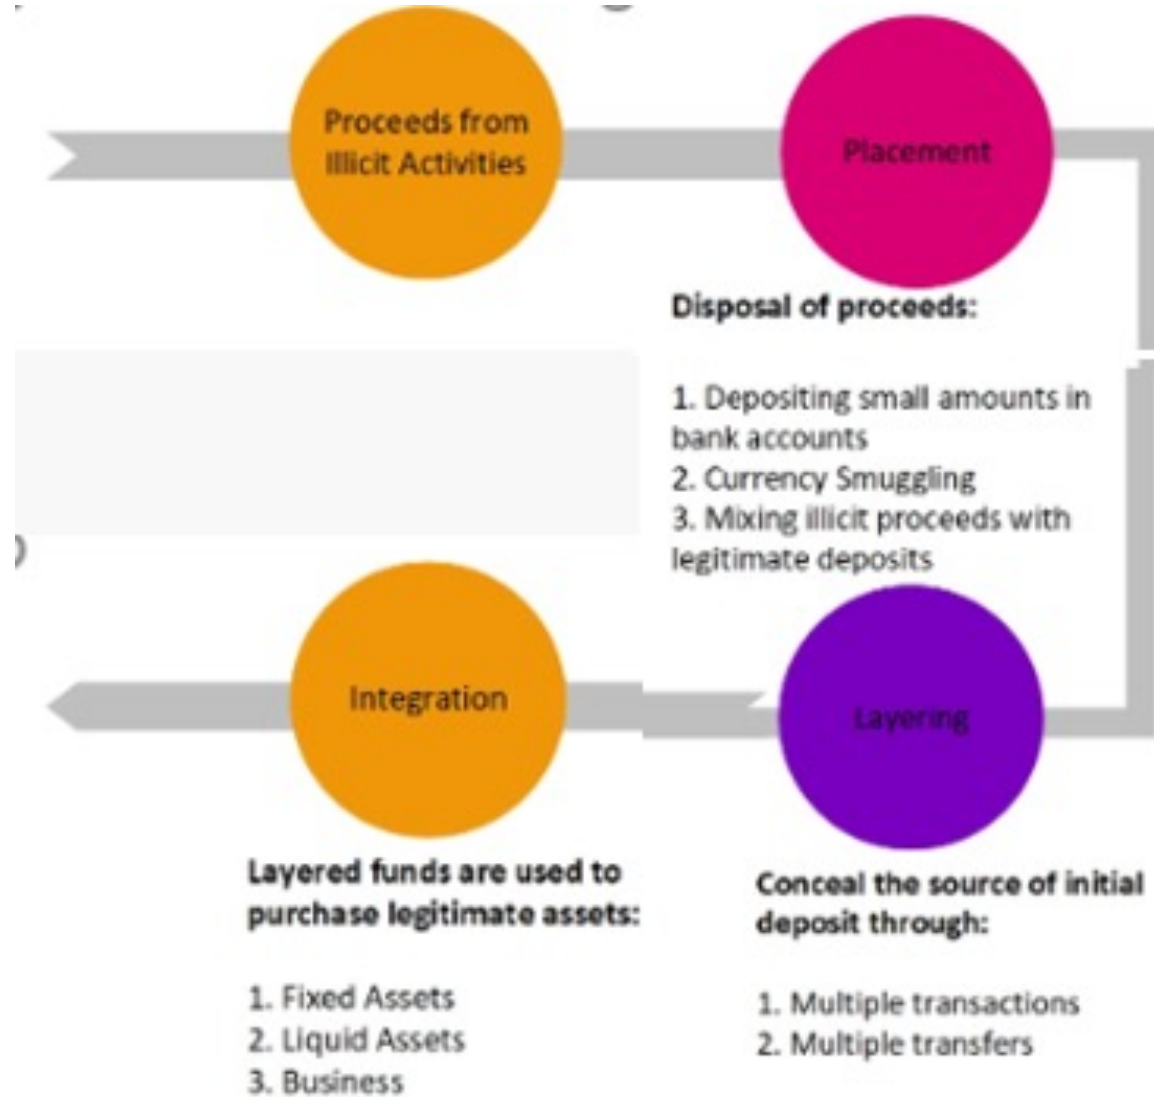 Proceeds from
Illicit Activities
Placement
Disposal of proceeds:
1. Depositing small amounts in
bank accounts
2. Currency Smuggling
3. Mixing illicit proceeds with
legitimate deposits
Integration
Layering
Layered funds are used to
purchase legitimate assets:
1. Fixed Assets
2. Liquid Assets
3. Business
Conceal the source of initial
deposit through:
1. Multiple transactions
2. Multiple transfers